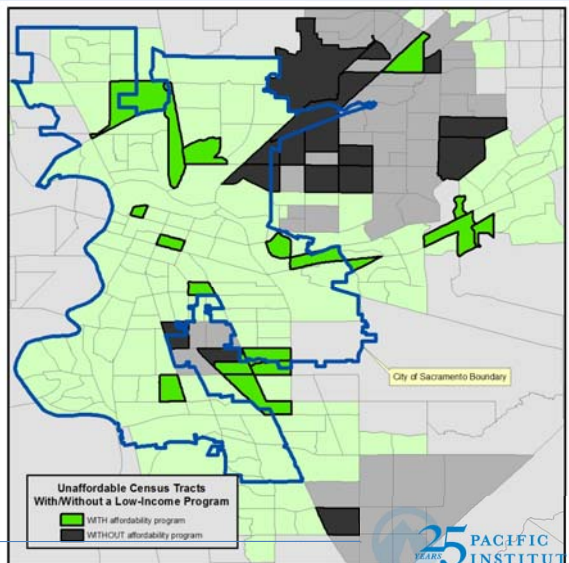 City of Sacramento Boundary
Unaffordable Census Tracts
With/Without a Low-Income Program
WITH affordability program
WITHOUT affordability program
25
YEARS
PACIFIC
INSTITUT